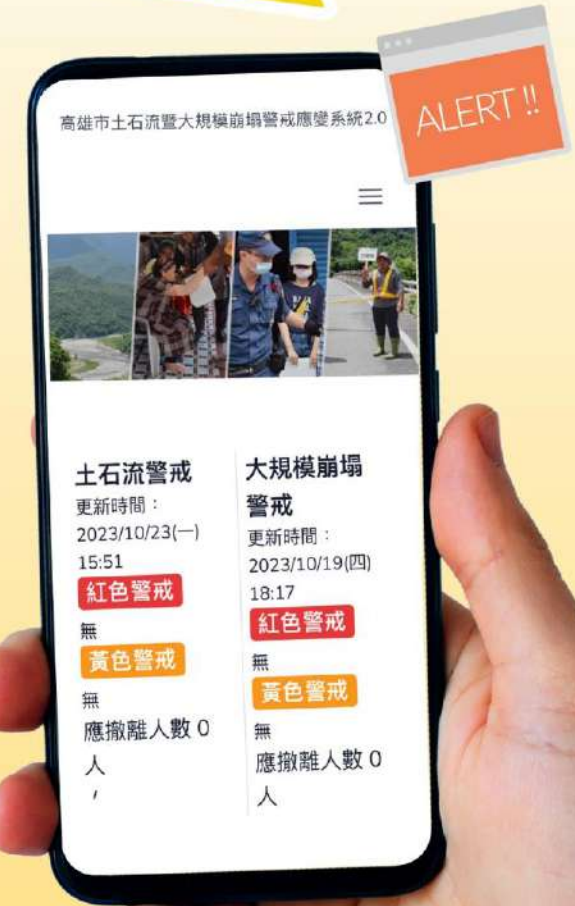 ALERT !!
高雄市土石流暨大規模崩塌警戒應變系統2.0
土石流警戒
更新時間：
2023/10/23(一)
15:51
紅色警戒
無
黃色警戒
無
應撤離人數 0
人
,
大規模崩塌
警戒
更新時間：
2023/10/19(四)
18:17
紅色警戒
無
黃色警戒
無
應撤離人數 0
人